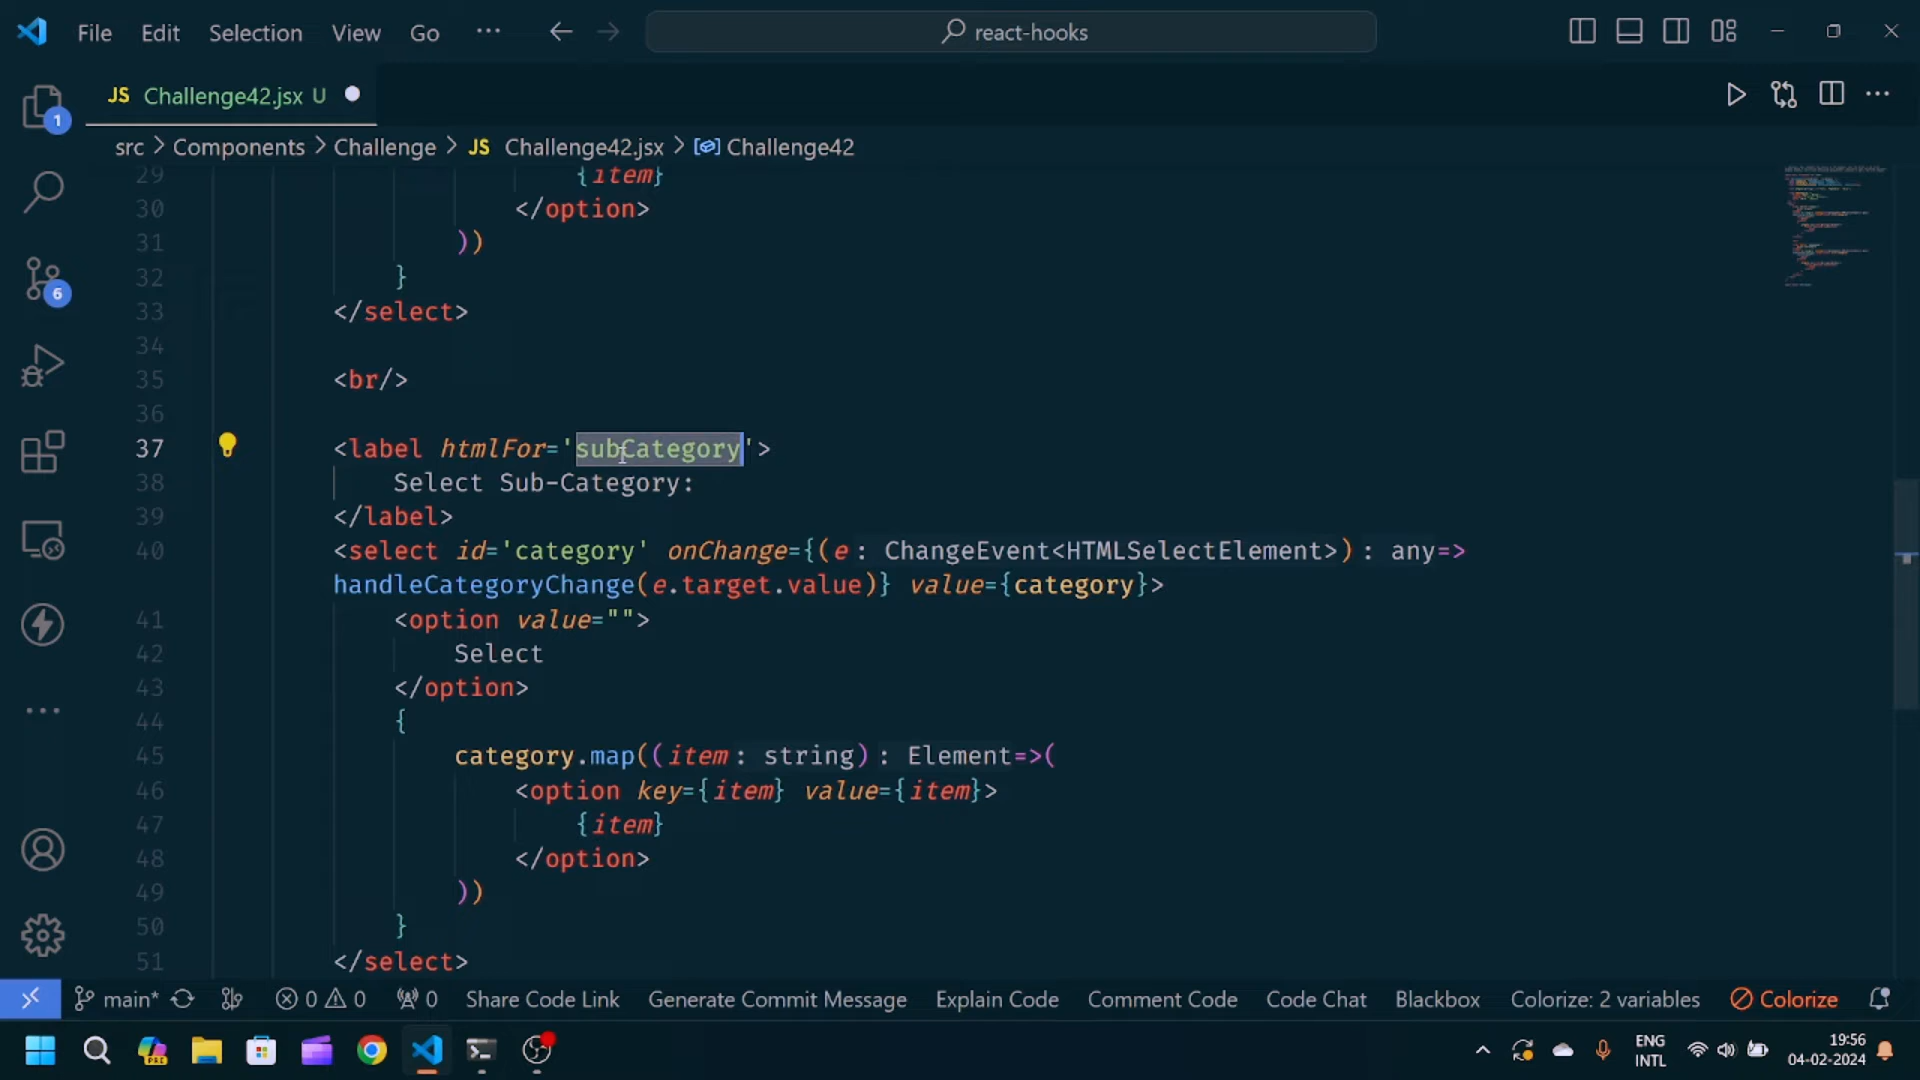 File Edit Selection View Go ··· react-hooks
JS Challenge42.jsx U
src > Components > Challenge > JS Challenge42.jsx > Challenge42
29 {item}
30 </option>
31 ))
32 }
33 </select>
34
35 <br/>
36
37 <label htmlFor='subCategory'>
38 Select Sub-Category:
39 </label>
40 <select id='category' onChange={(e: ChangeEvent<HTMLSelectElement>): any=>
handleCategoryChange(e.target.value)} value={category}>
41 <option value="">
42 Select
43 </option>
44 {
45 category.map((item: string): Element=>(
46 <option key={item} value={item}>
47 {item}
48 </option>
49 ))
50 }
51 </select>
1
6
main* 0 0 0 Share Code Link Generate Commit Message Explain Code Comment Code Code Chat Blackbox Colorize: 2 variables Colorize
PRE
ENG
INTL
19:56
04-02-2024